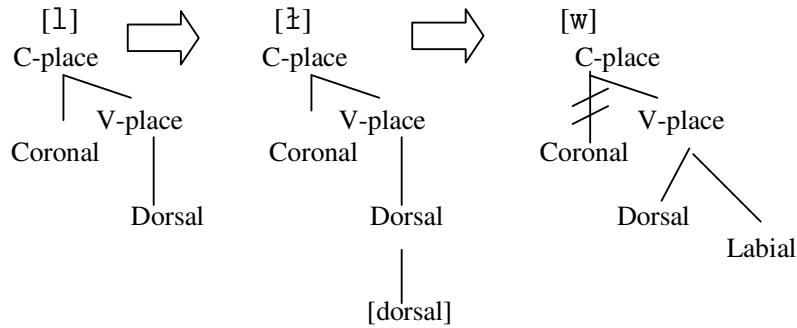 [l] [ɫ] [w]
C-place C-place C-place
V-place V-place V-place
Coronal Coronal Coronal
Dorsal Dorsal Dorsal
Labial
[dorsal]